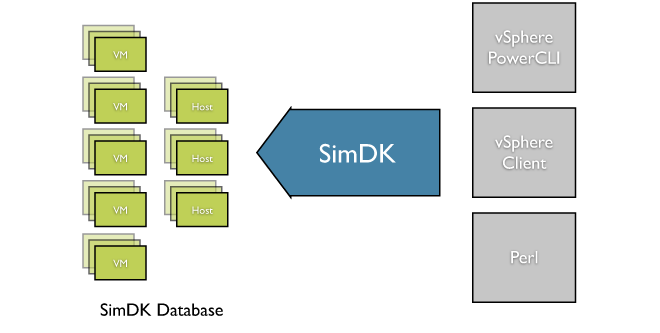 VM
VM
Host
VM
Host
VM
Host
VM
SimDK Database
SimDK
vSphere
PowerCLI
vSphere
Client
Perl